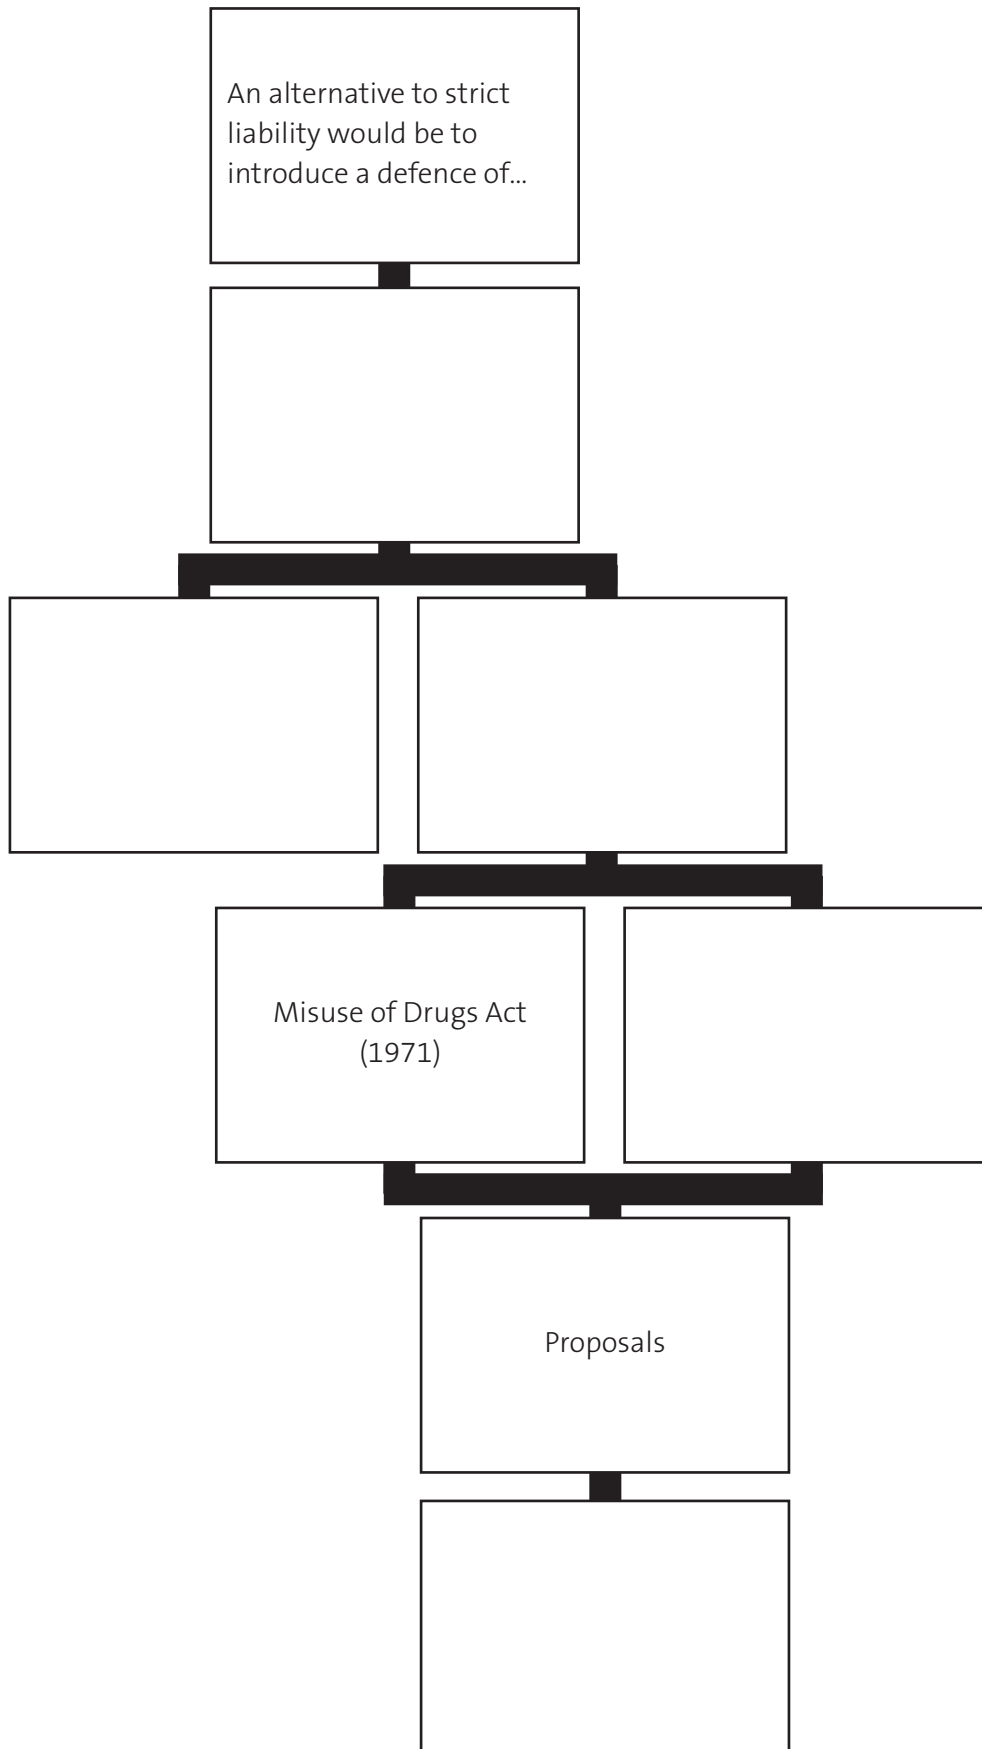 An alternative to strict
liability would be to
introduce a defence of...
Misuse of Drugs Act
(1971)
Proposals